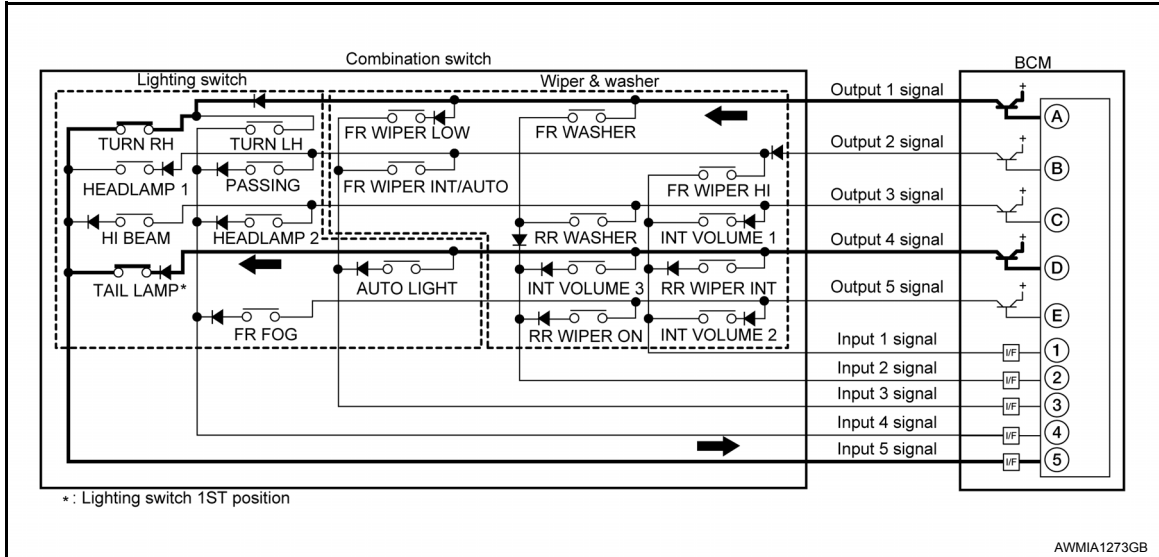 Combination switch
BCM
Lighting switch
Wiper & washer
Output 1 signal
+
A
TURN RH
TURN LH
FR WIPER LOW
FR WASHER
Output 2 signal
+
B
HEADLAMP 1
PASSING
FR WIPER INT/AUTO
FR WIPER HI
Output 3 signal
+
C
HI BEAM
HEADLAMP 2
RR WASHER
INT VOLUME 1
Output 4 signal
+
D
TAIL LAMP*
AUTO LIGHT
INT VOLUME 3
RR WIPER INT
Output 5 signal
+
E
FR FOG
RR WIPER ON
INT VOLUME 2
Input 1 signal
I/F
1
Input 2 signal
I/F
2
Input 3 signal
I/F
3
Input 4 signal
I/F
4
Input 5 signal
I/F
5
* : Lighting switch 1ST position
AWMIA1273GB